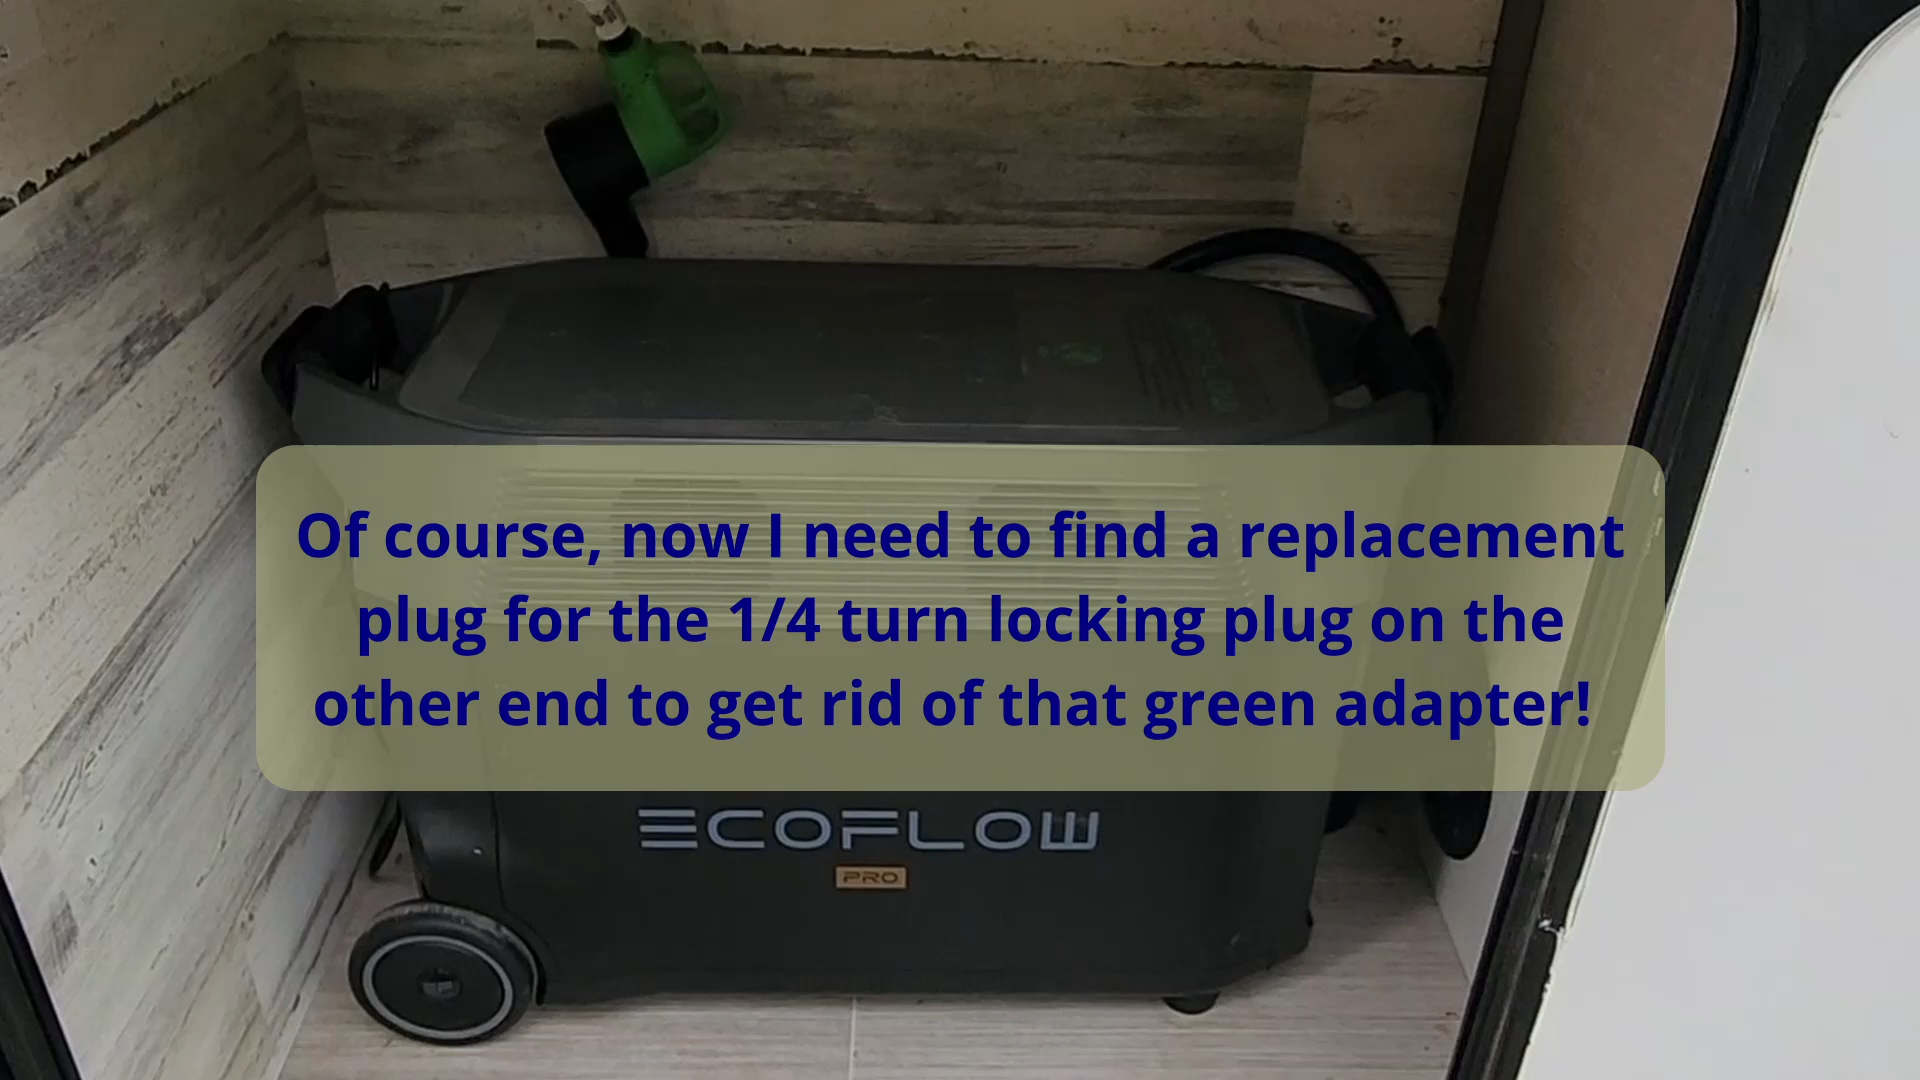 Of course, now I need to find a replacement
plug for the 1/4 turn locking plug on the
other end to get rid of that green adapter!
ECOFLOW
PRO